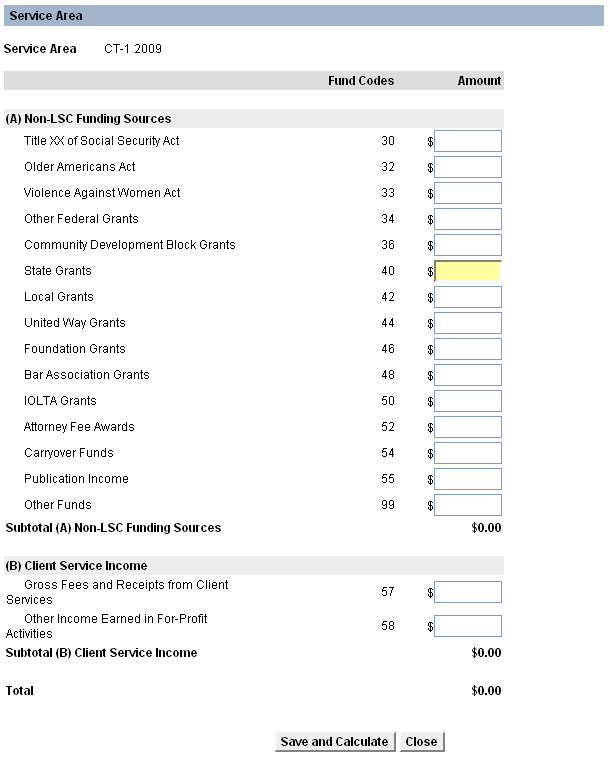 Service Area
Service Area CT-1 2009
Fund Codes Amount
(A) Non-LSC Funding Sources
Title XX of Social Security Act 30 $
Older Americans Act 32 $
Violence Against Women Act 33 $
Other Federal Grants 34 $
Community Development Block Grants 36 $
State Grants 40 $
Local Grants 42 $
United Way Grants 44 $
Foundation Grants 46 $
Bar Association Grants 48 $
IOLTA Grants 50 $
Attorney Fee Awards 52 $
Carryover Funds 54 $
Publication Income 55 $
Other Funds 99 $
Subtotal (A) Non-LSC Funding Sources $0.00
(B) Client Service Income
Gross Fees and Receipts from Client
Services 57 $
Other Income Earned in For-Profit
Activities 58 $
Subtotal (B) Client Service Income $0.00
Total $0.00
Save and Calculate Close